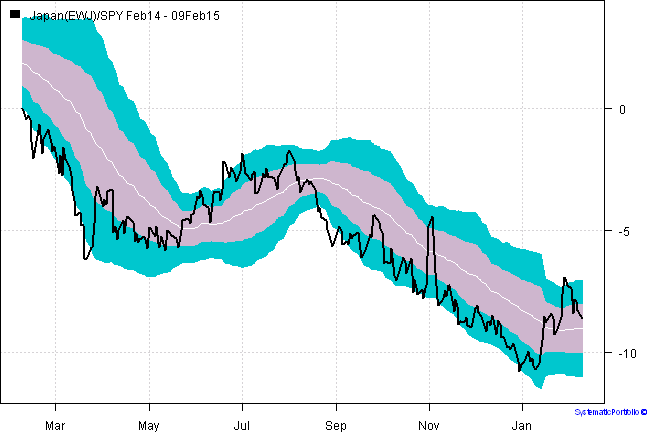 Japan(EWJ)/SPY Feb14 - 09Feb15
0
-5
-10
Mar May Jul Sep Nov Jan
SystematicPortfolio ©